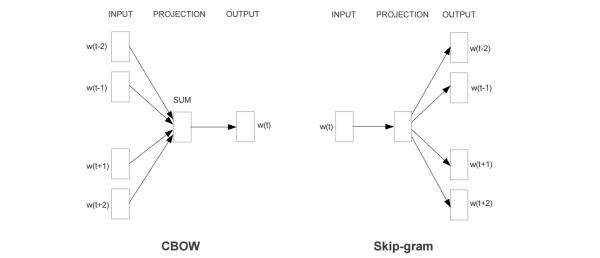 INPUT PROJECTION OUTPUT
w(t-2)
w(t-1)
SUM
w(t)
w(t+1)
w(t+2)
CBOW
INPUT PROJECTION OUTPUT
w(t-2)
w(t-1)
w(t)
w(t+1)
w(t+2)
Skip-gram